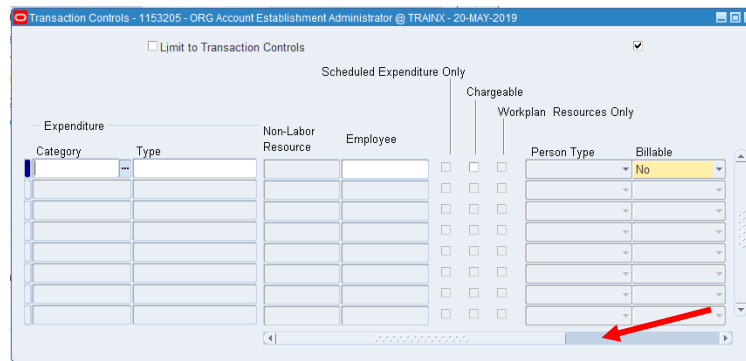 Transaction Controls - 1153205 - ORG Account Establishment Administrator @ TRAINX - 20-MAY-2019
Limit to Transaction Controls
Scheduled Expenditure Only
Chargeable
Workplan Resources Only
Expenditure
Category
Type
Non-Labor
Resource
Employee
Person Type
Billable
...
No